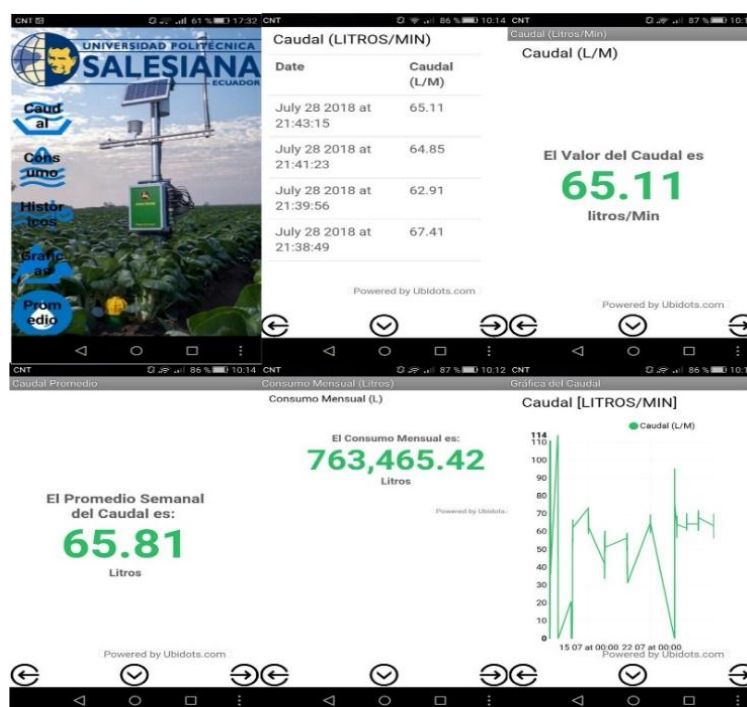 CNT 61 % 17:32
UNIVERSIDAD POLITÉCNICA
SALESIANA
ECUADOR
Caud
al
Cons
umo
Histór
icos
Gráfic
as
Prom
edio
CNT 86 % 10:14
Caudal (LITROS/MIN)
Date Caudal
(L/M)
July 28 2018 at 65.11
21:43:15
July 28 2018 at 64.85
21:41:23
July 28 2018 at 62.91
21:39:56
July 28 2018 at 67.41
21:38:49
Powered by Ubidots.com
CNT 87 %
Caudal (Litros/Min)
Caudal (L/M)
El Valor del Caudal es
65.11
litros/Min
Powered by Ubidots.com
CNT 86 % 10:14
Caudal Promedio
El Promedio Semanal
del Caudal es:
65.81
Litros
Powered by Ubidots.com
CNT 87 % 10:12
Consumo Mensual (Litros)
Consumo Mensual (L)
El Consumo Mensual es:
763,465.42
Litros
Powered by Ubidots.
CNT 86 %
Gráfica del Caudal
Caudal [LITROS/MIN]
Caudal (L/M)
114
110
100
90
80
70
60
50
40
30
20
10
0
15 07 at 00:00 22 07 at 00:00
Powered by Ubidots.com